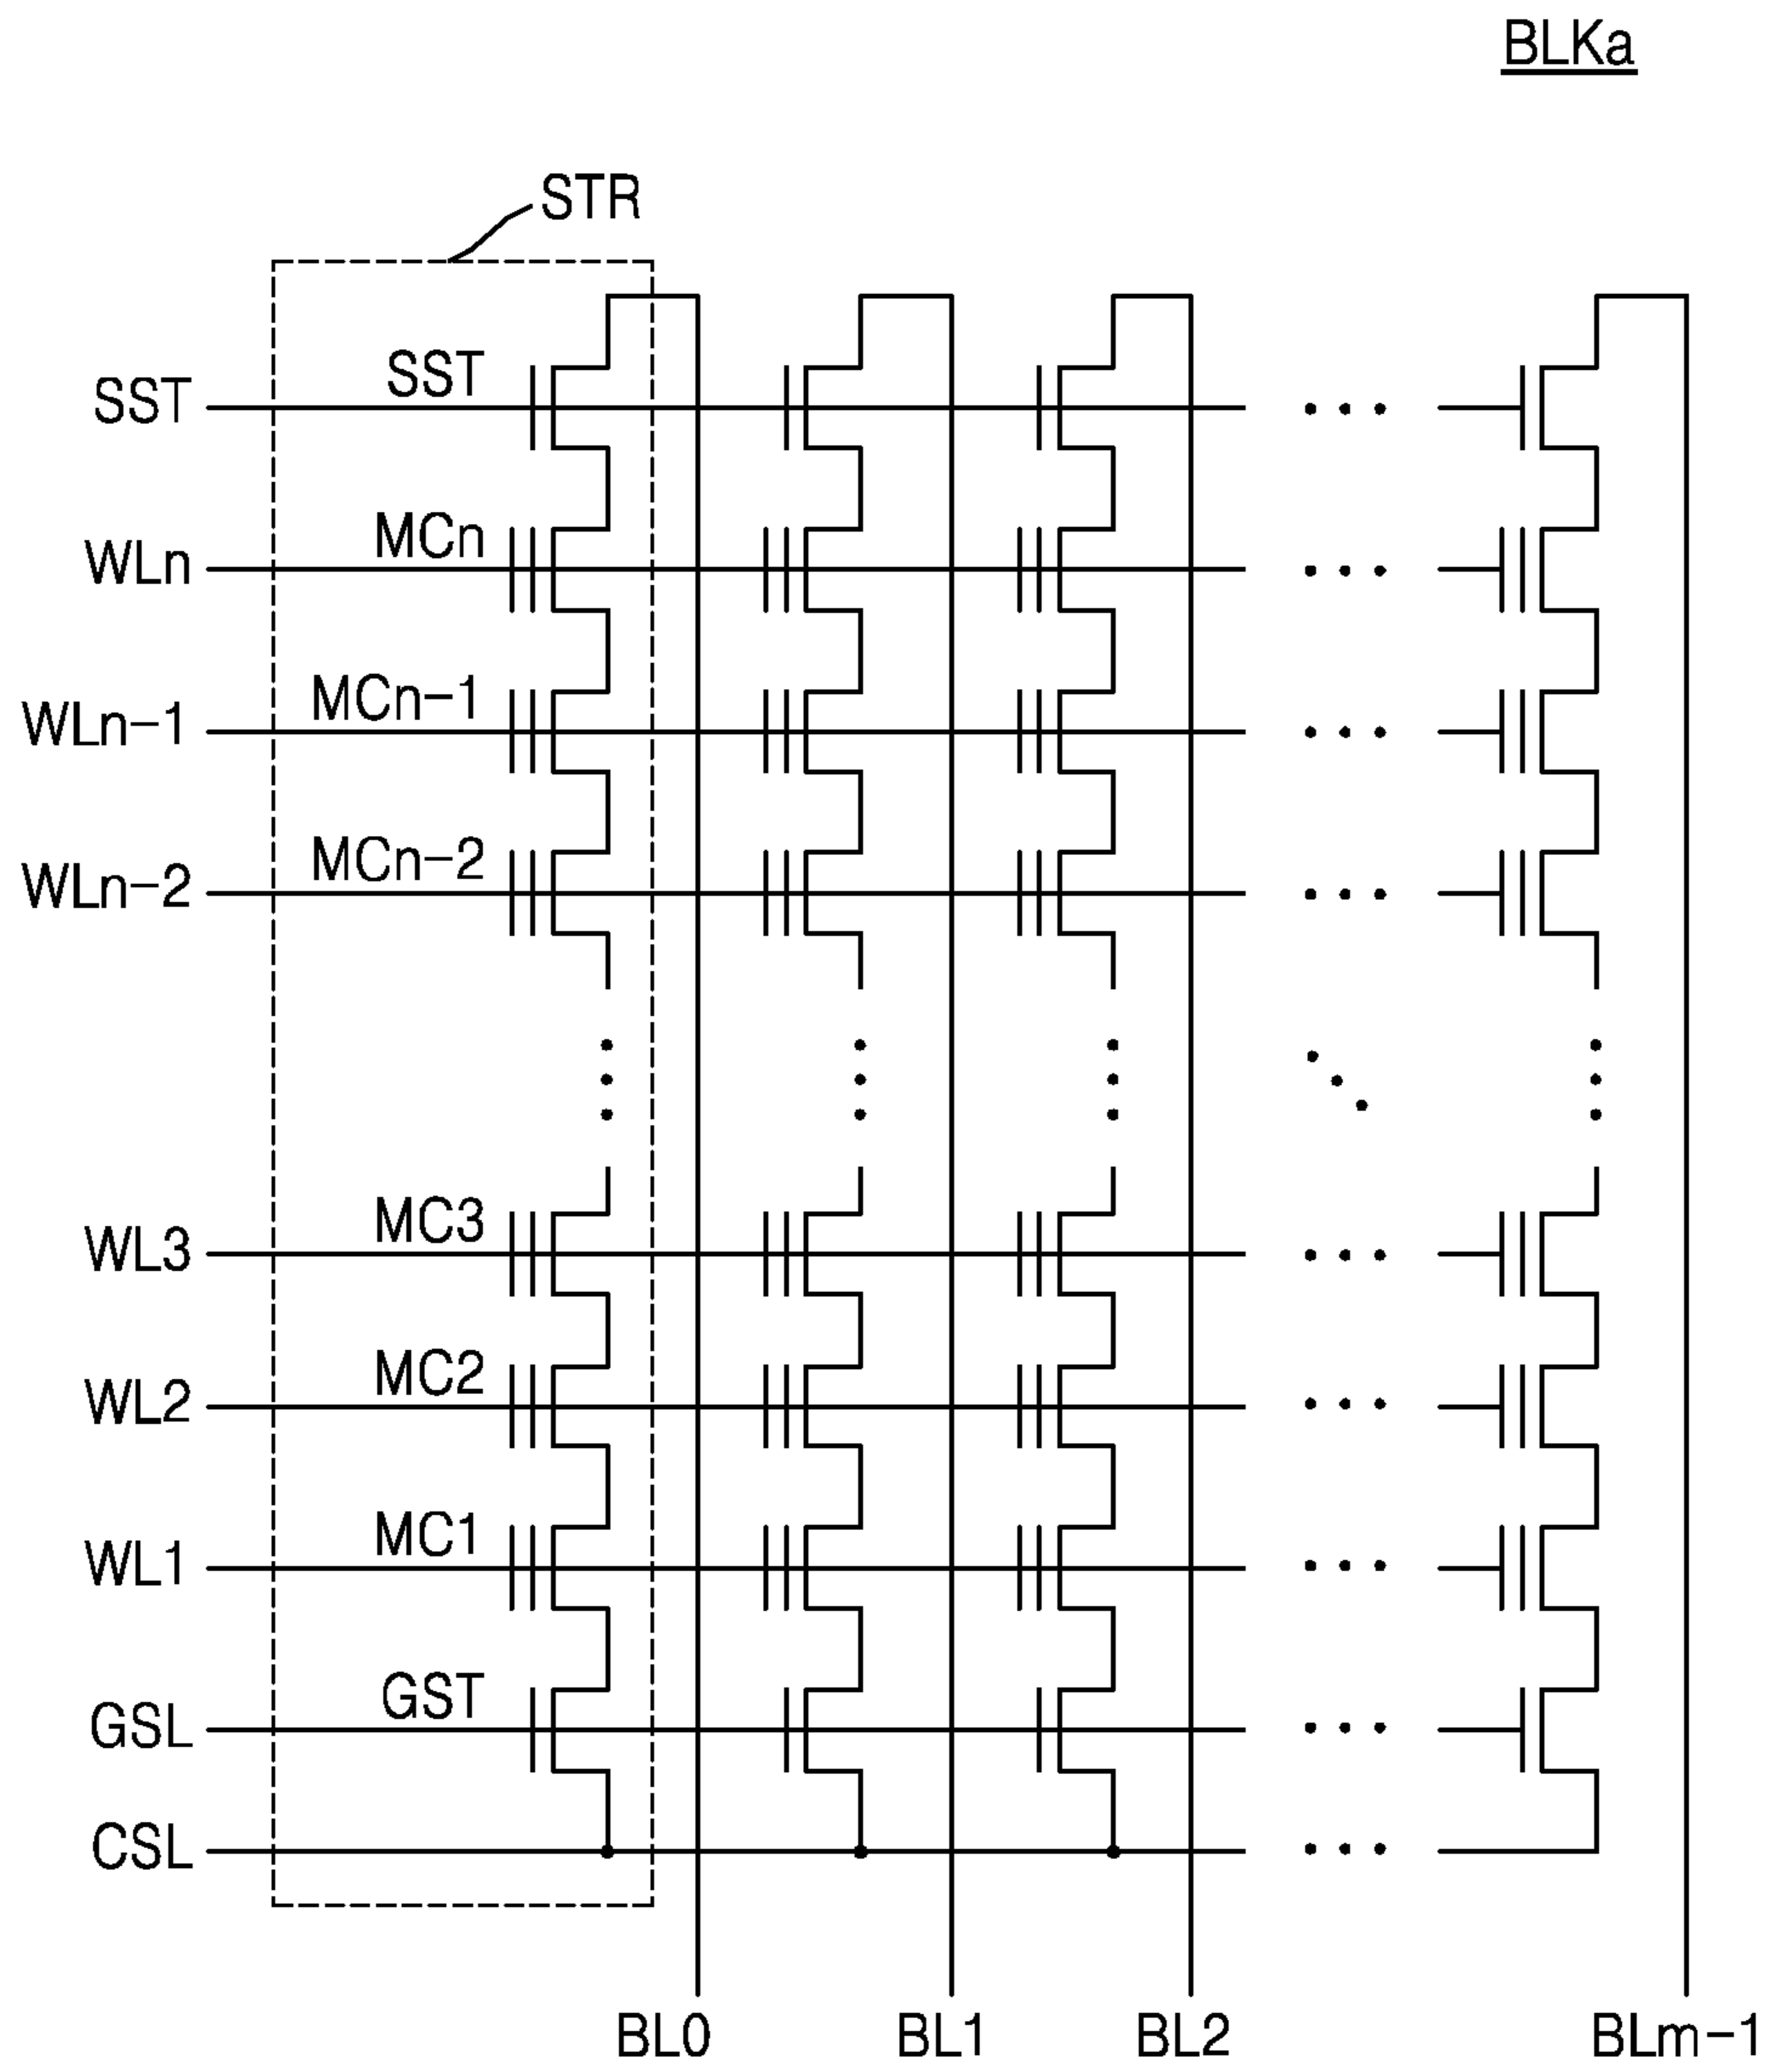 BLKa
STR
SST SST
WLn MCn
WLn-1 MCn-1
WLn-2 MCn-2
WL3 MC3
WL2 MC2
WL1 MC1
GSL GST
CSL
BL0 BL1 BL2 BLm-1